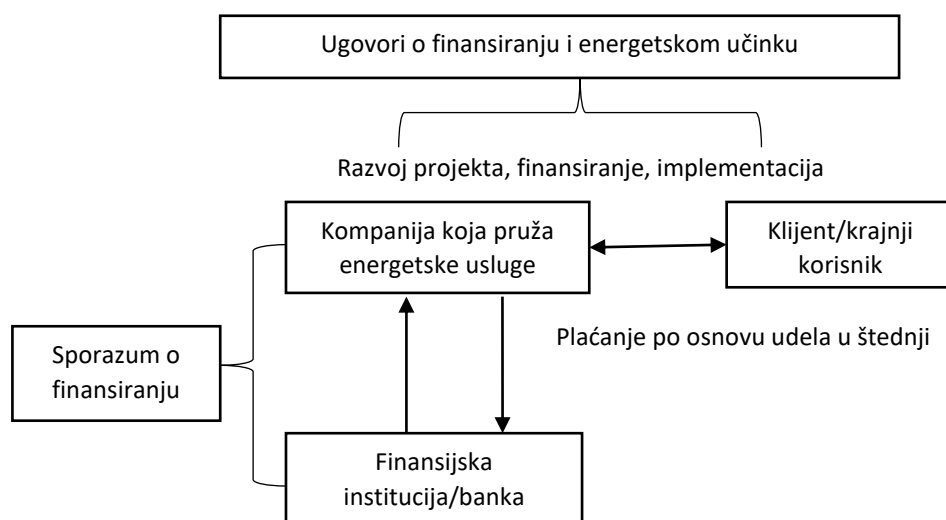 Ugovori o finansiranju i energetskom učinku
Razvoj projekta, finansiranje, implementacija
Kompanija koja pruža
energetske usluge
Klijent/krajnji
korisnik
Plaćanje po osnovu udela u štednji
Sporazum o
finansiranju
Finansijska
institucija/banka